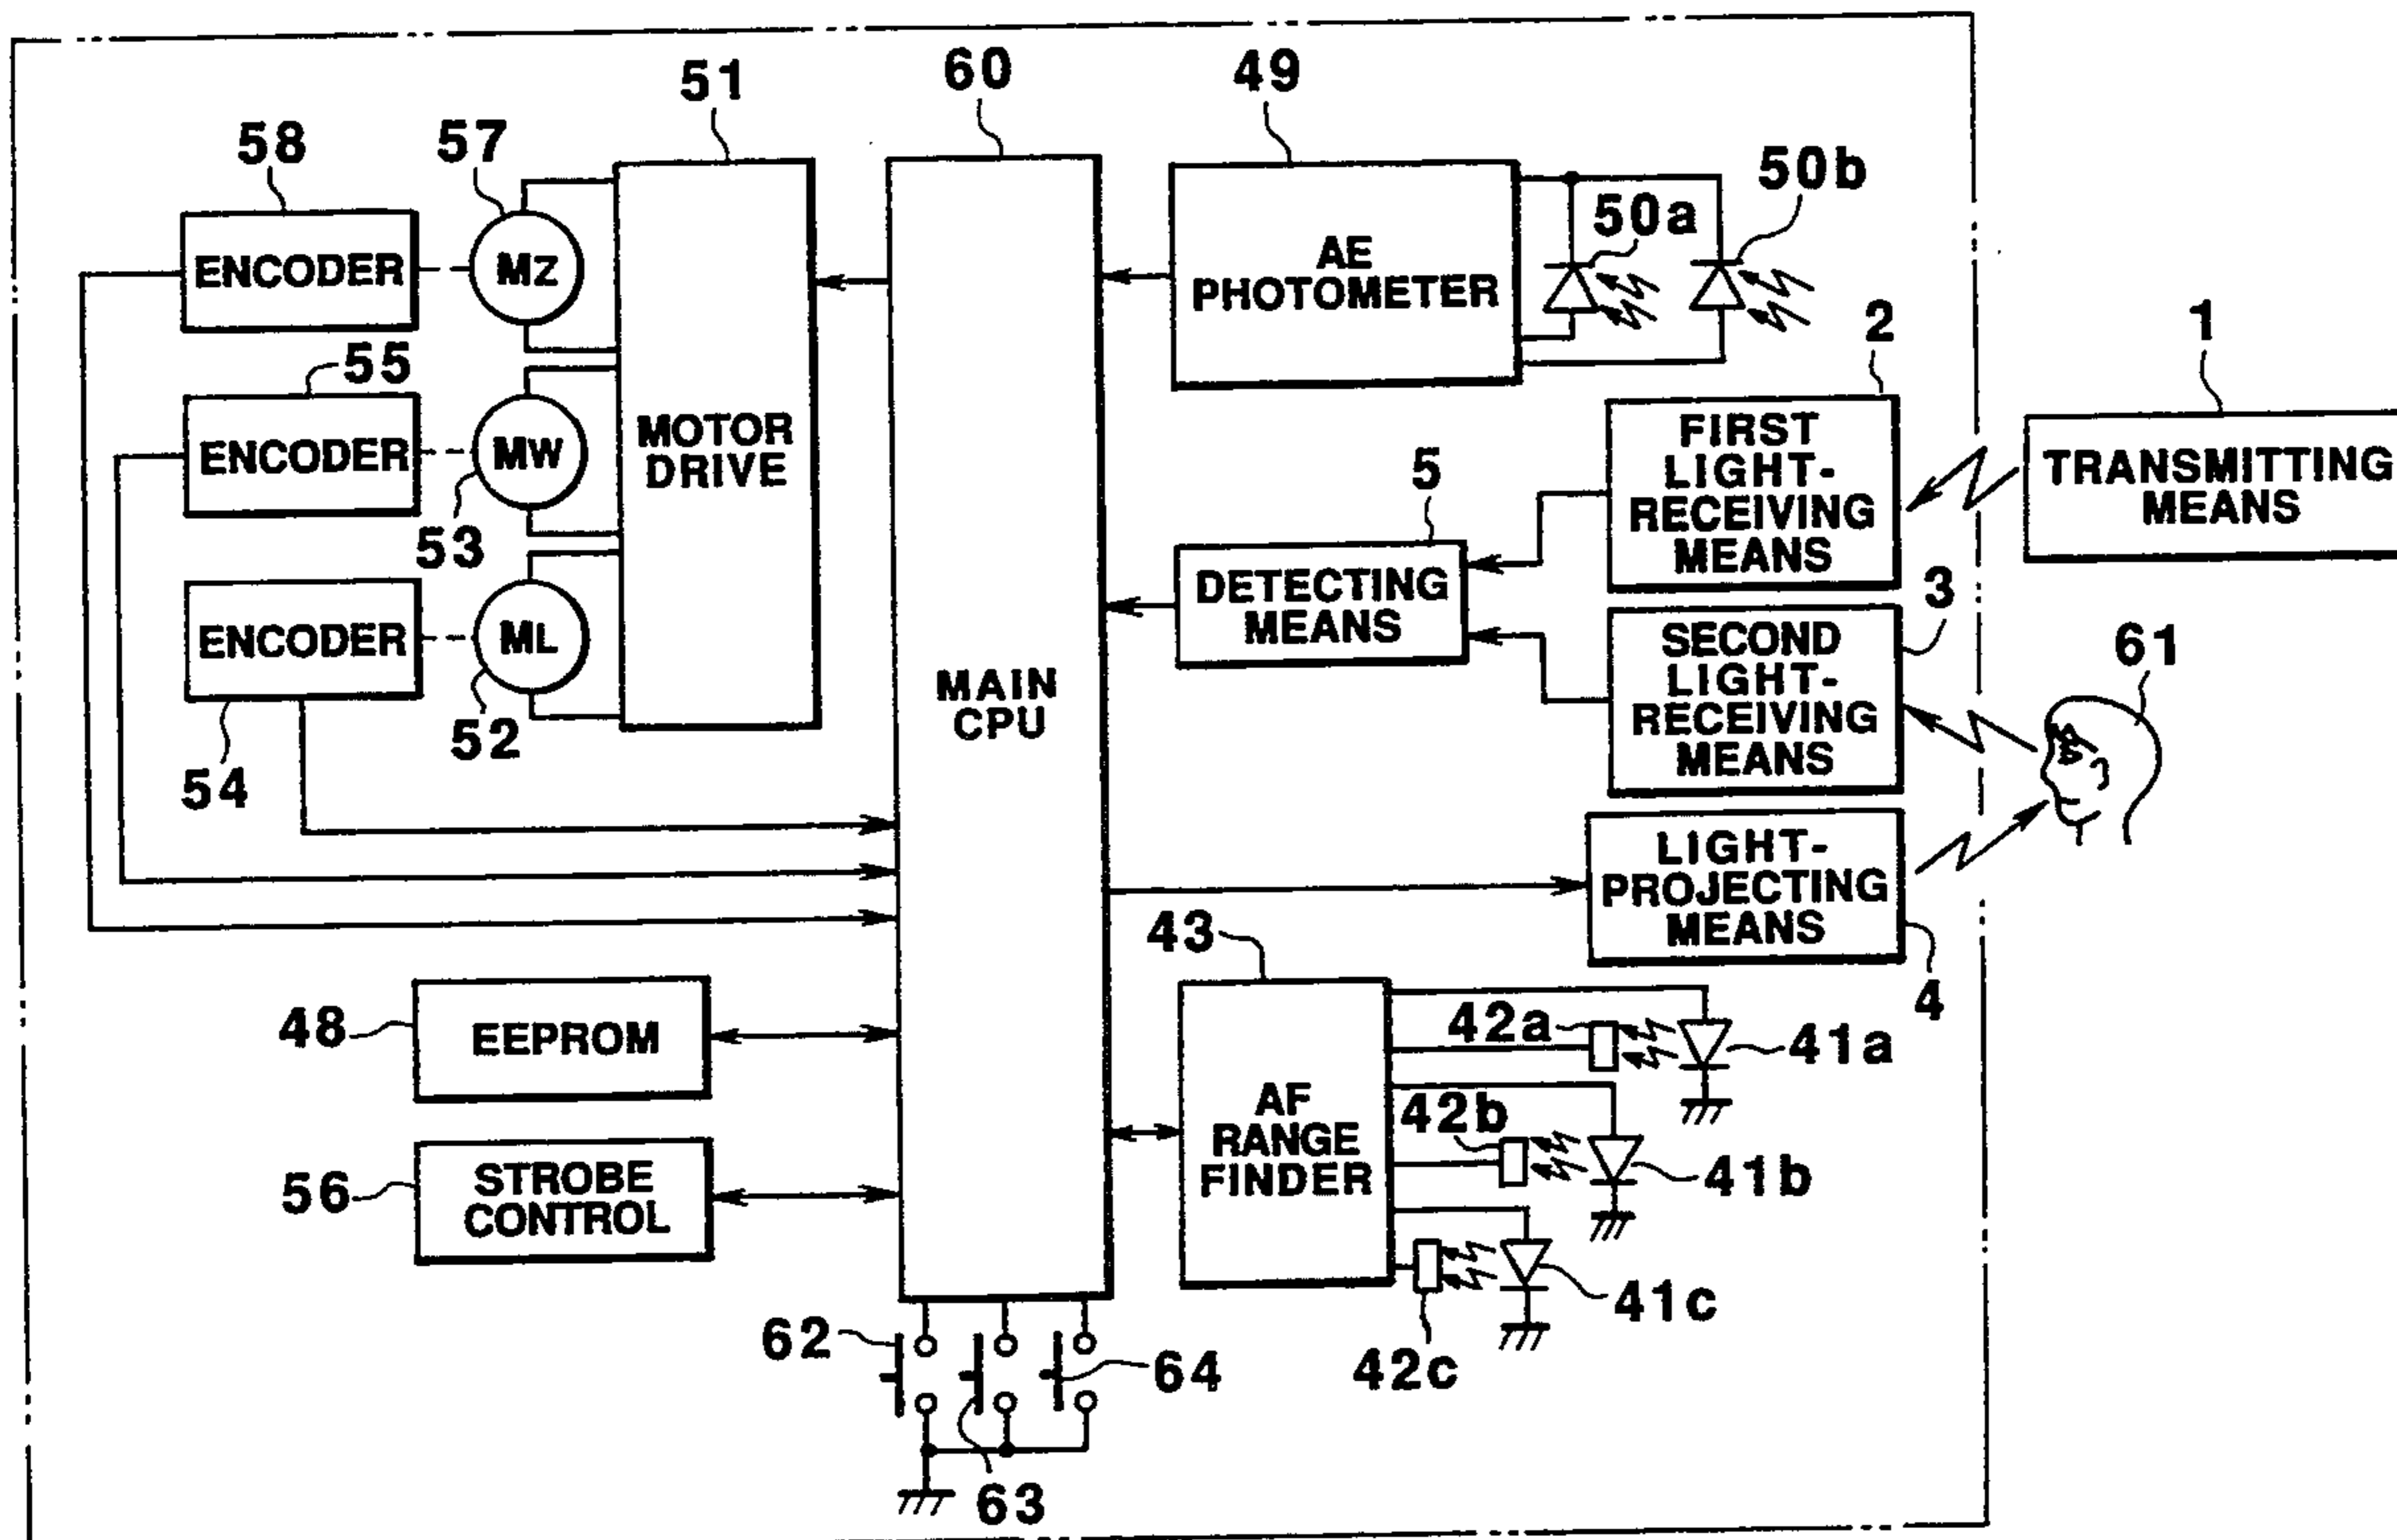 60
49
51
58
57
50b
50a
ENCODER
MZ
AE
PHOTOMETER
2
1
55
ENCODER
MW
MOTOR
DRIVE
53
5
FIRST
LIGHT-
RECEIVING
MEANS
TRANSMITTING
MEANS
DETECTING
MEANS
3
ENCODER
ML
SECOND
LIGHT-
RECEIVING
MEANS
61
MAIN
CPU
52
54
LIGHT-
PROJECTING
MEANS
43
4
48
EEPROM
42a
41a
AF
RANGE
FINDER
42b
41b
56
STROBE
CONTROL
41c
62
64
42c
63